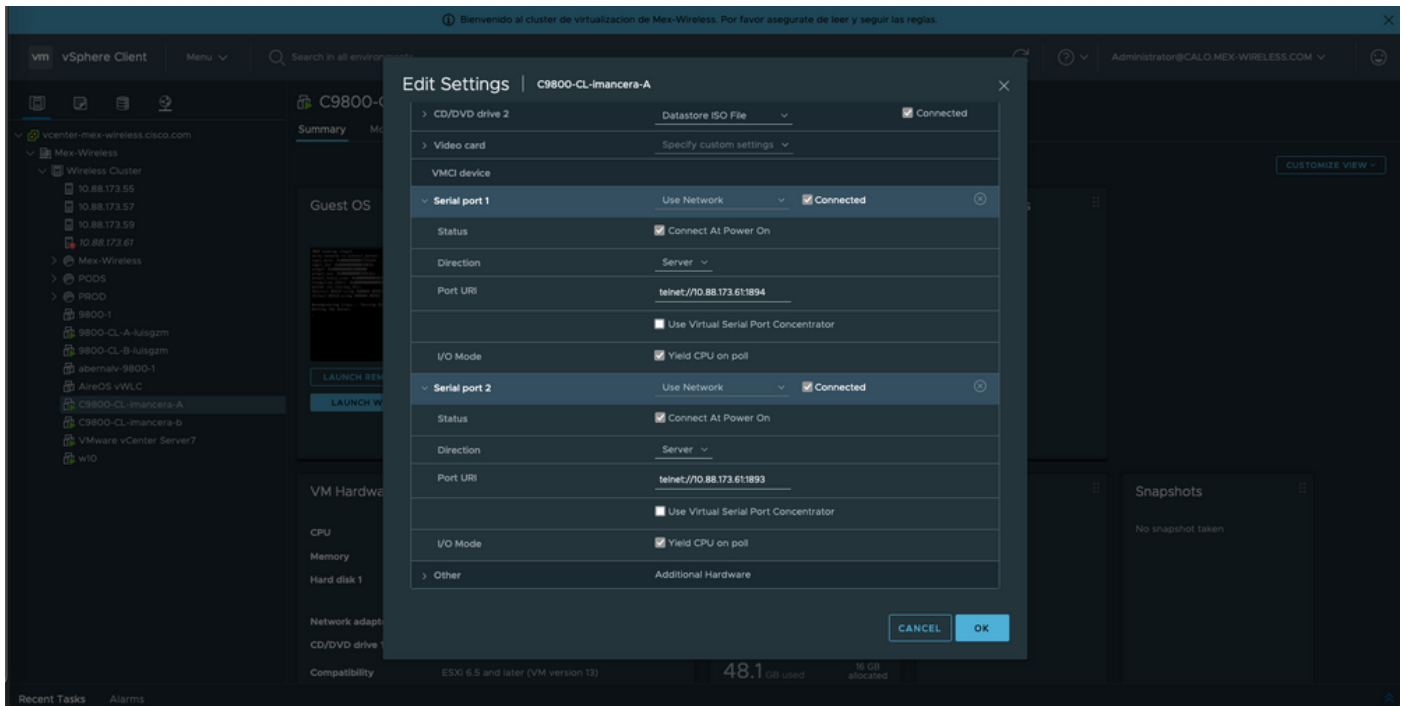 Bienvenido al cluster de virtualizacion de Mex-Wireless. Por favor asegurate de leer y seguir las reglas.
vm vSphere Client Menu Search in all environments Administrator@CALO.MEX-WIRELESS.COM
vcenter-mex-wireless.cisco.com
Mex-Wireless
Wireless Cluster
10.88.173.55
10.88.173.57
10.88.173.59
10.88.173.61
Mex-Wireless
PODS
PROD
9800-1
9800-CL-A-luisgzm
9800-CL-B-luisgzm
abernalv-9800-1
AireOS vWLC
C9800-CL-imancera-A
C9800-CL-imancera-b
VMware vCenter Server7
w10
C9800-C
Summary Mo
CUSTOMIZE VIEW
Guest OS
LAUNCH REM
LAUNCH W
VM Hardwa
CPU
Memory
Hard disk 1
Network adapt
CD/DVD drive 1
Compatibility ESXi 6.5 and later (VM version 13)
48.1 GB used 16 GB allocated
Snapshots
No snapshot taken
Edit Settings | C9800-CL-imancera-A
CD/DVD drive 2 Datastore ISO File Connected
Video card Specify custom settings
VMCI device
Serial port 1 Use Network Connected
Status Connect At Power On
Direction Server
Port URI telnet://10.88.173.61:1894
Use Virtual Serial Port Concentrator
I/O Mode Yield CPU on poll
Serial port 2 Use Network Connected
Status Connect At Power On
Direction Server
Port URI telnet://10.88.173.61:1893
Use Virtual Serial Port Concentrator
I/O Mode Yield CPU on poll
Other Additional Hardware
CANCEL OK
Recent Tasks Alarms